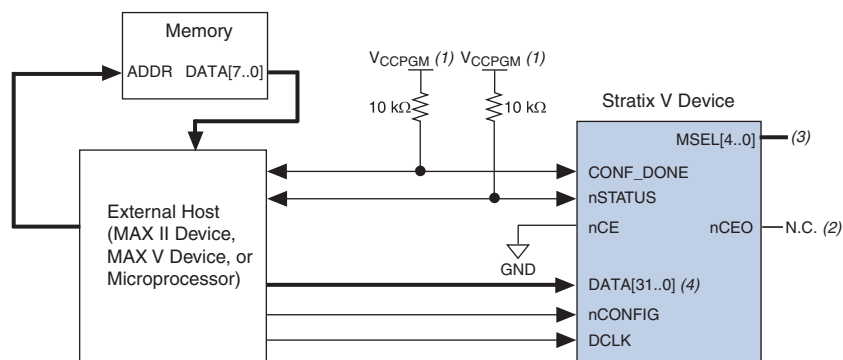 Memory
ADDR DATA[7..0]
VCCPGM (1) VCCPGM (1)
10 kΩ 10 kΩ
Stratix V Device
MSEL[4..0] (3)
CONF_DONE
nSTATUS
nCE nCEO N.C. (2)
GND
External Host
(MAX II Device,
MAX V Device, or
Microprocessor)
DATA[31..0] (4)
nCONFIG
DCLK